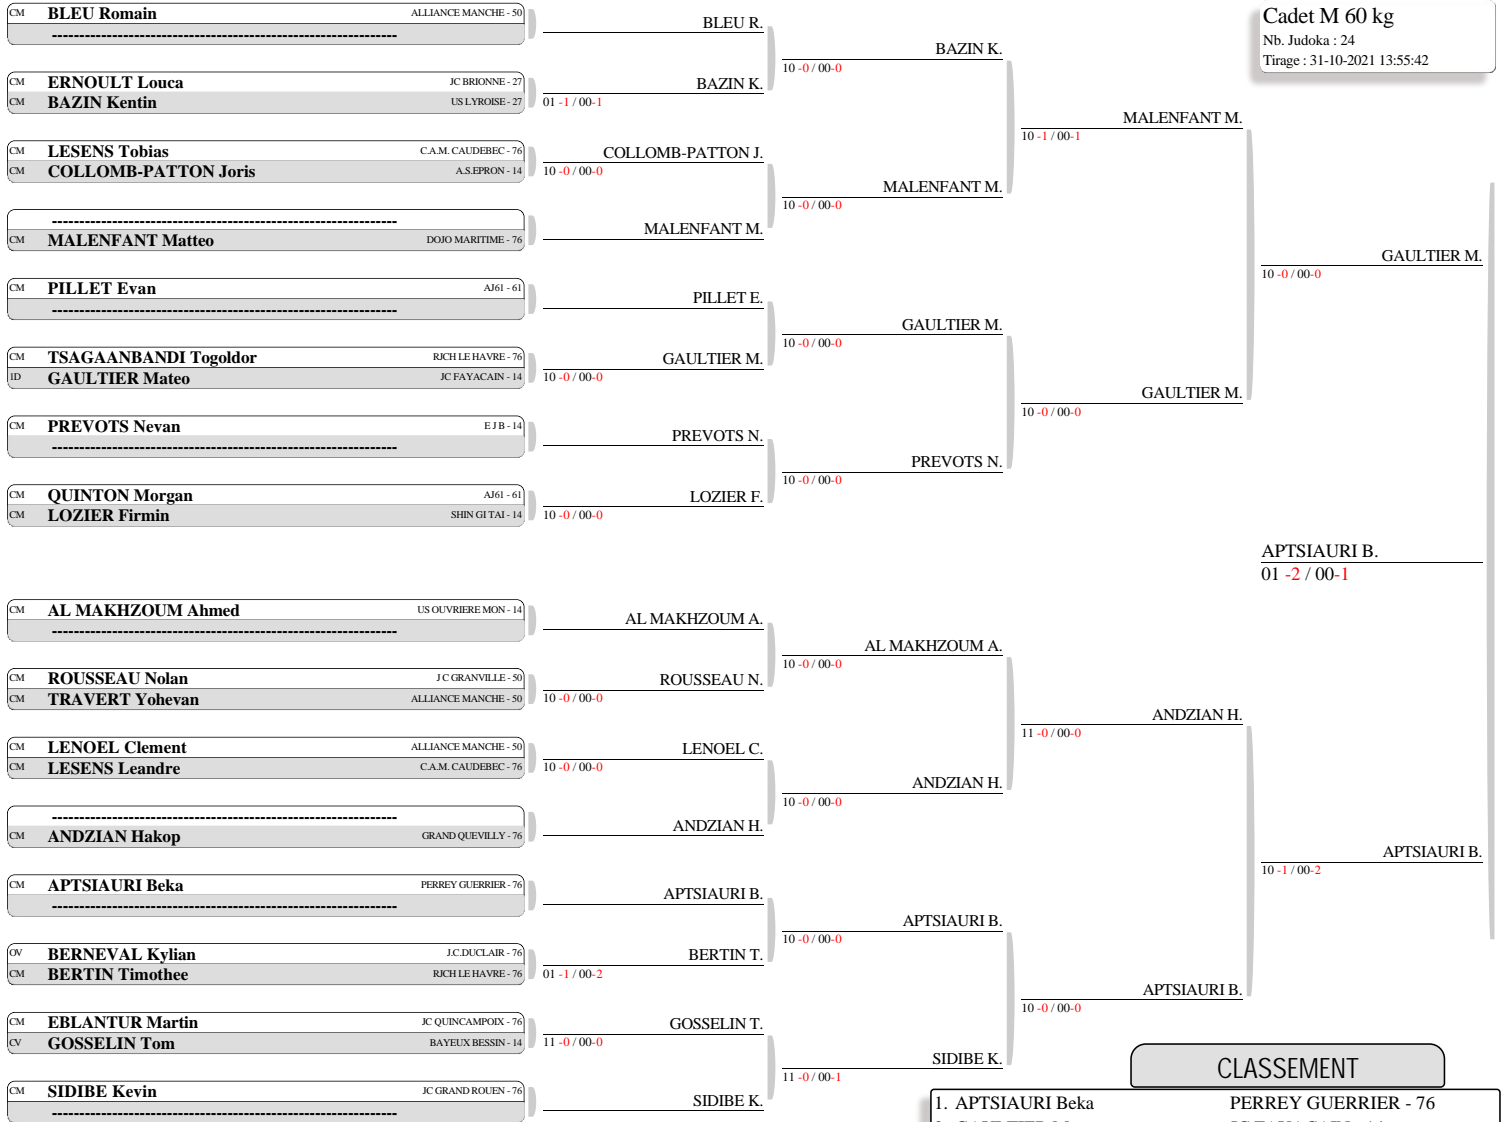 Cadet M 60 kg
Nb. Judoka : 24
Tirage : 31-10-2021 13:55:42
CM BLEU Romain ALLIANCE MANCHE - 50
----------------------------------------------------------------
CM ERNOULT Louca JC BRIONNE - 27
CM BAZIN Kentin US LYROISE - 27
CM LESENS Tobias C.A.M. CAUDEBEC - 76
CM COLLOMB-PATTON Joris A.S.EPRON - 14
----------------------------------------------------------------
CM MALENFANT Matteo DOJO MARITIME - 76
CM PILLET Evan AJ61 - 61
----------------------------------------------------------------
CM TSAGAANBANDI Togoldor RJCH LE HAVRE - 76
1D GAULTIER Mateo JC FAYACAIN - 14
CM PREVOTS Nevan E J B - 14
----------------------------------------------------------------
CM QUINTON Morgan AJ61 - 61
CM LOZIER Firmin SHIN GI TAI - 14
CM AL MAKHZOUM Ahmed US OUVRIERE MON - 14
----------------------------------------------------------------
CM ROUSSEAU Nolan J C GRANVILLE - 50
CM TRAVERT Yohevan ALLIANCE MANCHE - 50
CM LENOEL Clement ALLIANCE MANCHE - 50
CM LESENS Leandre C.A.M. CAUDEBEC - 76
----------------------------------------------------------------
CM ANDZIAN Hakop GRAND QUEVILLY - 76
CM APTSIAURI Beka PERREY GUERRIER - 76
----------------------------------------------------------------
OV BERNEVAL Kylian J.C.DUCLAIR - 76
CM BERTIN Timothee RJCH LE HAVRE - 76
CM EBLANTUR Martin JC QUINCAMPOIX - 76
CV GOSSELIN Tom BAYEUX BESSIN - 14
CM SIDIBE Kevin JC GRAND ROUEN - 76
----------------------------------------------------------------
BLEU R.
BAZIN K.
01 -1 / 00-1
COLLOMB-PATTON J.
10 -0 / 00-0
MALENFANT M.
PILLET E.
GAULTIER M.
10 -0 / 00-0
PREVOTS N.
LOZIER F.
10 -0 / 00-0
AL MAKHZOUM A.
ROUSSEAU N.
10 -0 / 00-0
LENOEL C.
10 -0 / 00-0
ANDZIAN H.
APTSIAURI B.
BERTIN T.
01 -1 / 00-2
GOSSELIN T.
11 -0 / 00-0
SIDIBE K.
BAZIN K.
10 -0 / 00-0
MALENFANT M.
10 -0 / 00-0
GAULTIER M.
10 -0 / 00-0
PREVOTS N.
10 -0 / 00-0
AL MAKHZOUM A.
10 -0 / 00-0
ANDZIAN H.
10 -0 / 00-0
APTSIAURI B.
10 -0 / 00-0
SIDIBE K.
11 -0 / 00-1
MALENFANT M.
10 -1 / 00-1
GAULTIER M.
10 -0 / 00-0
ANDZIAN H.
11 -0 / 00-0
APTSIAURI B.
10 -0 / 00-0
GAULTIER M.
10 -0 / 00-0
APTSIAURI B.
10 -1 / 00-2
APTSIAURI B.
01 -2 / 00-1
CLASSEMENT
1. APTSIAURI Beka PERREY GUERRIER - 76